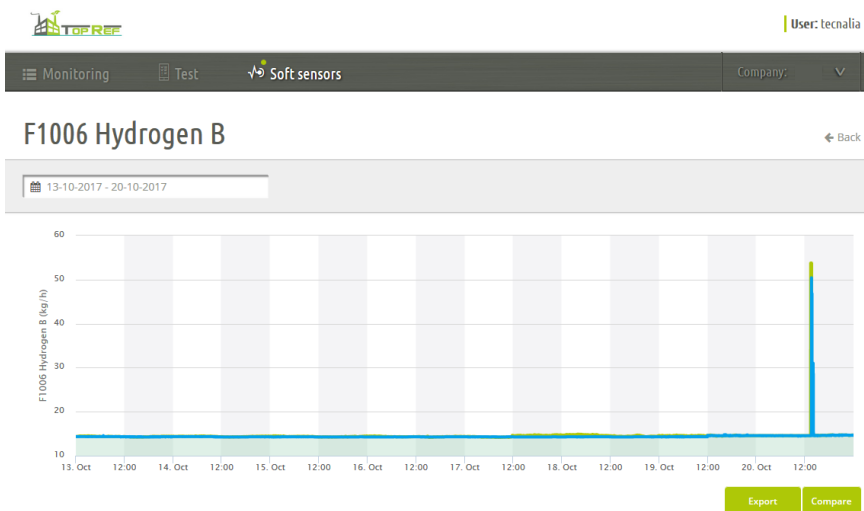 TOP REF
User: tecnalia
Monitoring
Test
Soft sensors
Company:
F1006 Hydrogen B
Back
13-10-2017 - 20-10-2017
60
50
40
30
20
10
F1006 Hydrogen B (kg/h)
13. Oct 12:00 14. Oct 12:00 15. Oct 12:00 16. Oct 12:00 17. Oct 12:00 18. Oct 12:00 19. Oct 12:00 20. Oct 12:00
Export
Compare